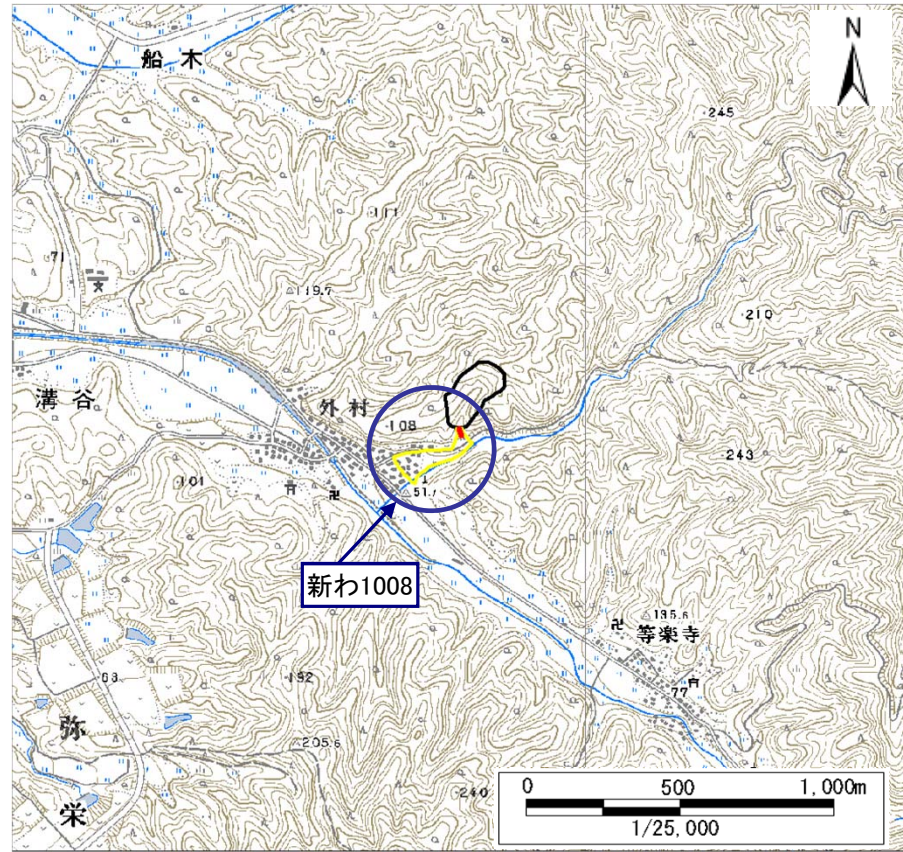 船木
N
・245
・111
71
△119.7
・210
溝谷
外村
・108
・243
・101
51.7
新わ1008
△135.6
等楽寺
77
63
・192
弥
・205.6
栄
・240
0 500 1,000m
1/25,000